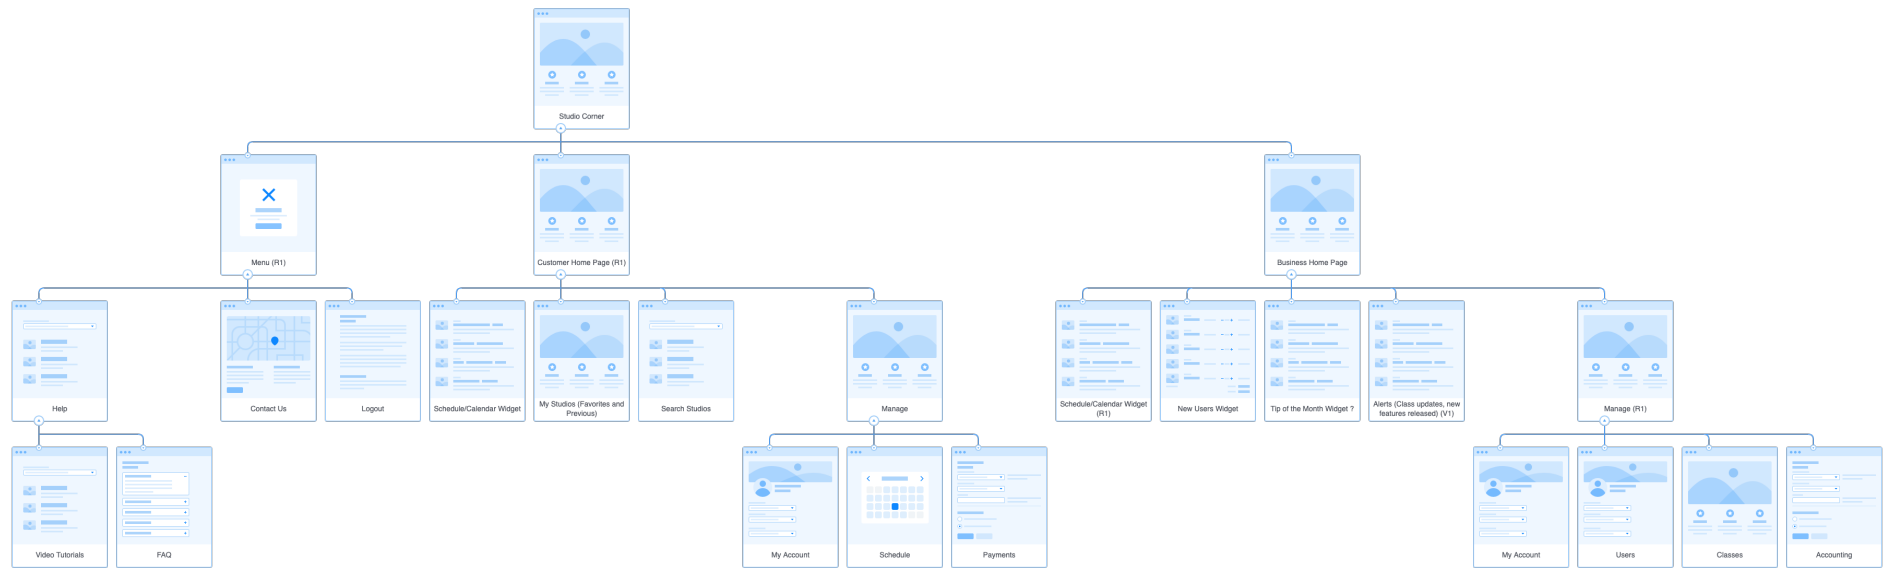 Studio Corner
Menu (R1)
Customer Home Page (R1)
Business Home Page
Help
Contact Us
Logout
Schedule/Calendar Widget
My Studios (Favorites and
Previous)
Search Studios
Manage
Schedule/Calendar Widget
(R1)
New Users Widget
Tip of the Month Widget ?
Alerts (Class updates, new
features released) (V1)
Manage (R1)
Video Tutorials
FAQ
My Account
Schedule
Payments
My Account
Users
Classes
Accounting